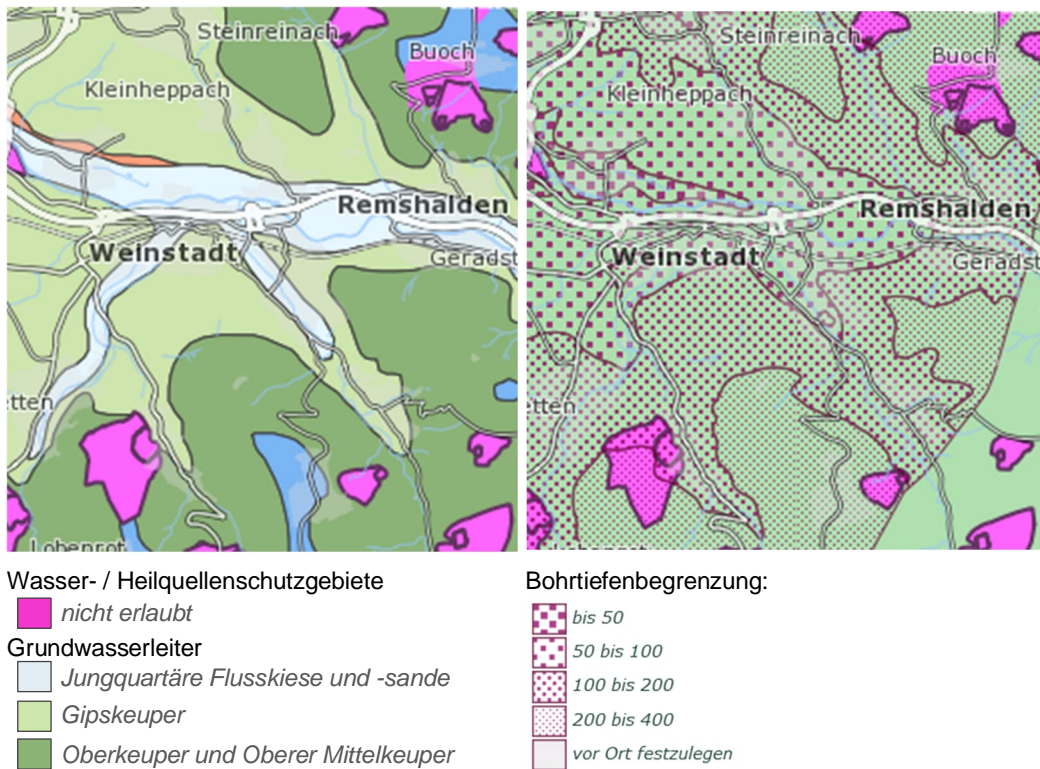 Steinreinach
Buoch
Kleinheppach
Remshalden
Weinstadt
Geradst
etten
Lobenrot
Steinreinach
Buoch
Kleinheppach
Remshalden
Weinstadt
Geradst
etten
Wasser- / Heilquellenschutzgebiete
nicht erlaubt
Grundwasserleiter
Jungquartäre Flusskiese und -sande
Gipskeuper
Oberkeuper und Oberer Mittelkeuper
Bohrtiefenbegrenzung:
bis 50
50 bis 100
100 bis 200
200 bis 400
vor Ort festzulegen